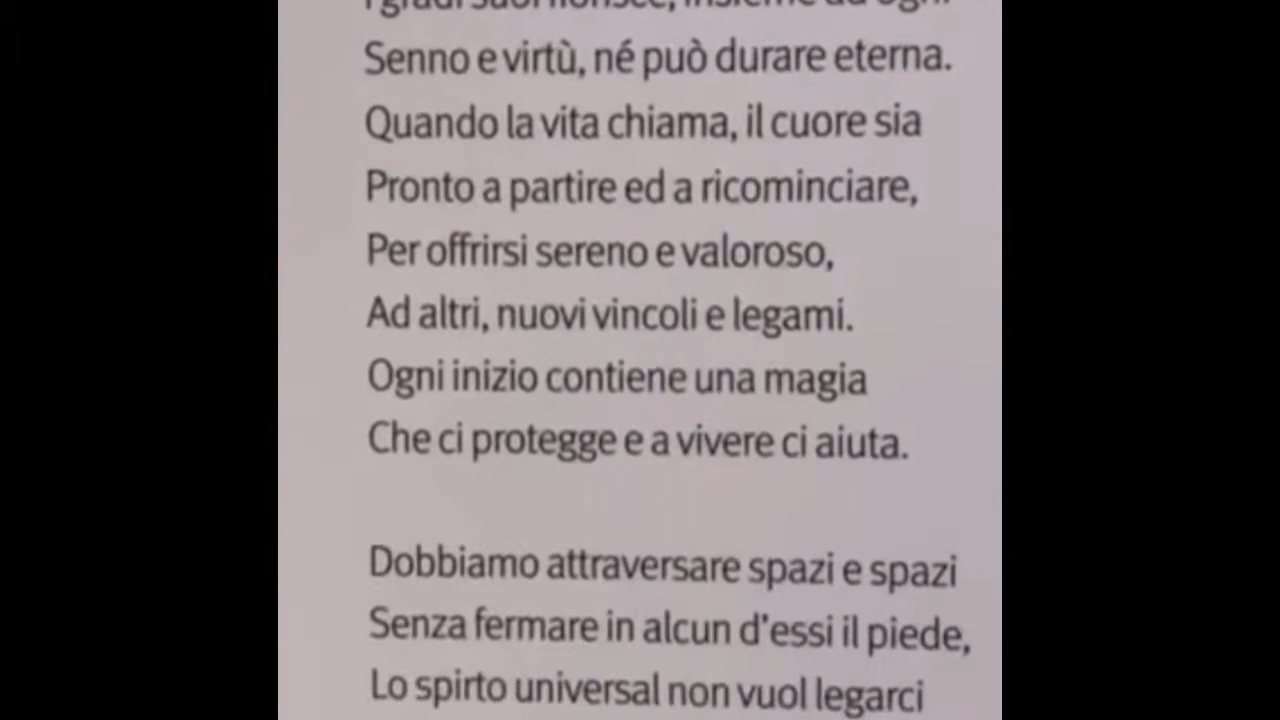 Senno e virtù, né può durare eterna.
Quando la vita chiama, il cuore sia
Pronto a partire ed a ricominciare,
Per offrirsi sereno e valoroso,
Ad altri, nuovi vincoli e legami.
Ogni inizio contiene una magia
Che ci protegge e a vivere ci aiuta.
Dobbiamo attraversare spazi e spazi
Senza fermare in alcun d'essi il piede,
Lo spirto universal non vuol legarci